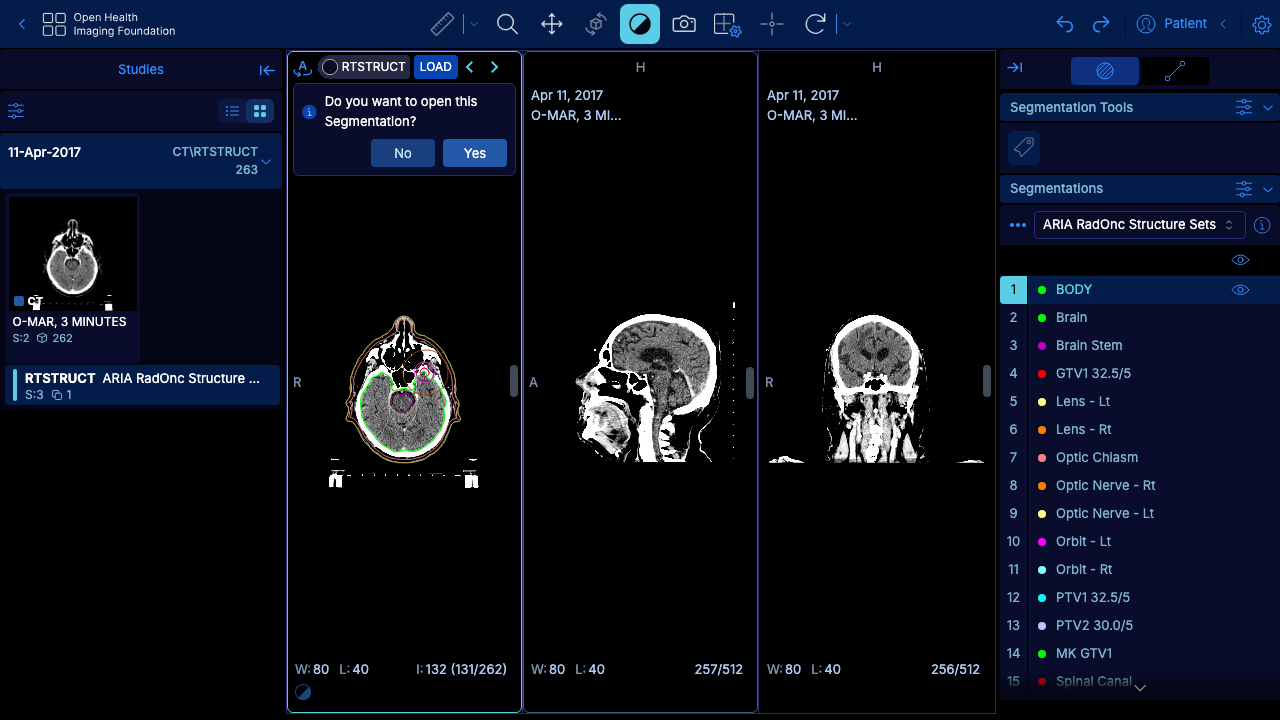 Open Health
Imaging Foundation
Patient
Studies
11-Apr-2017
CT\RTSTRUCT
263
CT
O-MAR, 3 MINUTES
S:2 262
RTSTRUCT ARIA RadOnc Structure ...
S:3 1
A
RTSTRUCT
LOAD
Do you want to open this
Segmentation?
No
Yes
R
W:80 L:40 I:132 (131/262)
H
Apr 11, 2017
O-MAR, 3 MI...
A
W:80 L:40 257/512
H
Apr 11, 2017
O-MAR, 3 MI...
R
W:80 L:40 256/512
Segmentation Tools
Segmentations
ARIA RadOnc Structure Sets
1 BODY
2 Brain
3 Brain Stem
4 GTV1 32.5/5
5 Lens - Lt
6 Lens - Rt
7 Optic Chiasm
8 Optic Nerve - Rt
9 Optic Nerve - Lt
10 Orbit - Lt
11 Orbit - Rt
12 PTV1 32.5/5
13 PTV2 30.0/5
14 MK GTV1
15 Spinal Canal